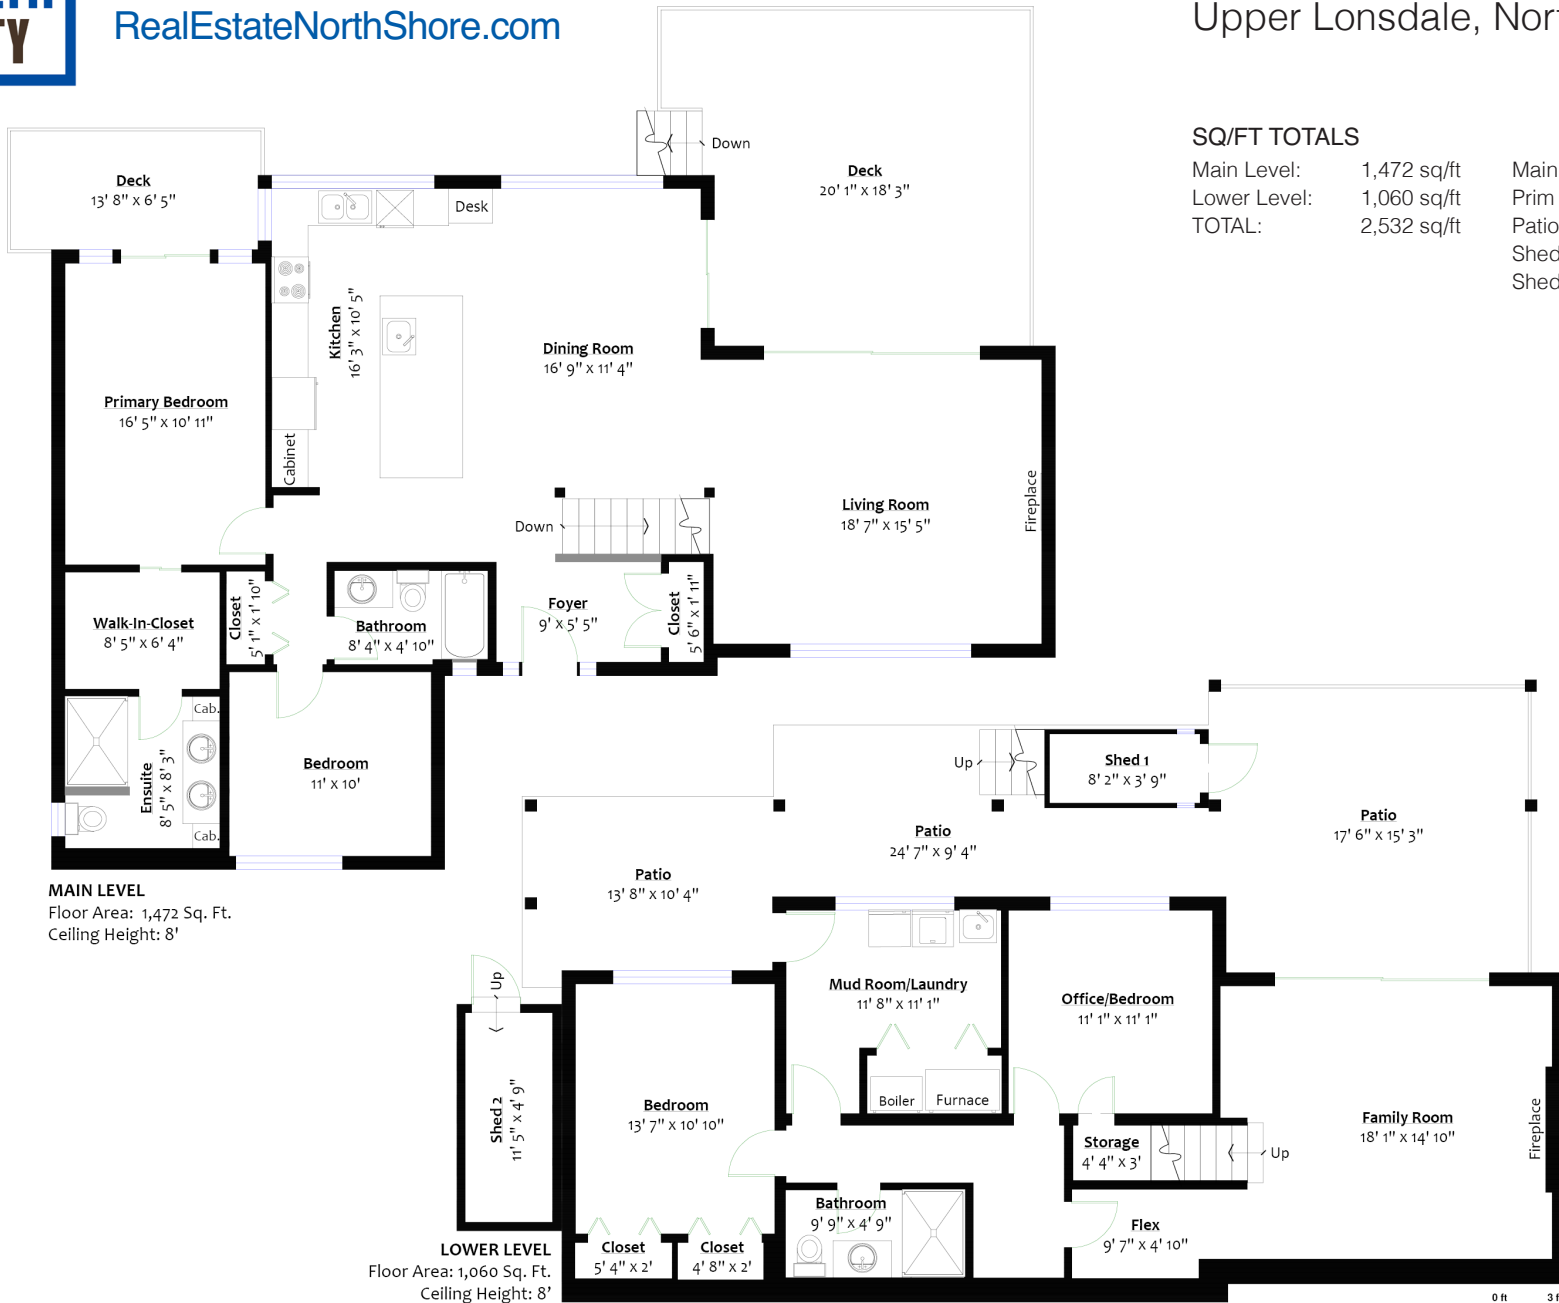 TY
RealEstateNorthShore.com
Upper Lonsdale, Nort
SQ/FT TOTALS
Main Level: 1,472 sq/ft Main
Lower Level: 1,060 sq/ft Prim
TOTAL: 2,532 sq/ft Patio
Shed
Shed
Deck
13' 8" x 6' 5"
Down
Deck
20' 1" x 18' 3"
Desk
Kitchen
16' 3" x 10' 5"
Dining Room
16' 9" x 11' 4"
Primary Bedroom
16' 5" x 10' 11"
Cabinet
Down
Living Room
18' 7" x 15' 5"
Fireplace
Walk-In-Closet
8' 5" x 6' 4"
Closet
5' 1" x 1' 10"
Bathroom
8' 4" x 4' 10"
Foyer
9' x 5' 5"
Closet
5' 6" x 1' 11"
Cab.
Ensuite
8' 5" x 8' 3"
Cab.
Bedroom
11' x 10'
MAIN LEVEL
Floor Area: 1,472 Sq. Ft.
Ceiling Height: 8'
Up
Shed 1
8' 2" x 3' 9"
Patio
17' 6" x 15' 3"
Patio
24' 7" x 9' 4"
Patio
13' 8" x 10' 4"
Up
Mud Room/Laundry
11' 8" x 11' 1"
Office/Bedroom
11' 1" x 11' 1"
Shed 2
11' 5" x 4' 9"
Bedroom
13' 7" x 10' 10"
Boiler
Furnace
Storage
4' 4" x 3'
Up
Family Room
18' 1" x 14' 10"
Fireplace
Bathroom
9' 9" x 4' 9"
Flex
9' 7" x 4' 10"
Closet
5' 4" x 2'
Closet
4' 8" x 2'
LOWER LEVEL
Floor Area: 1,060 Sq. Ft.
Ceiling Height: 8'
0 ft 3 f